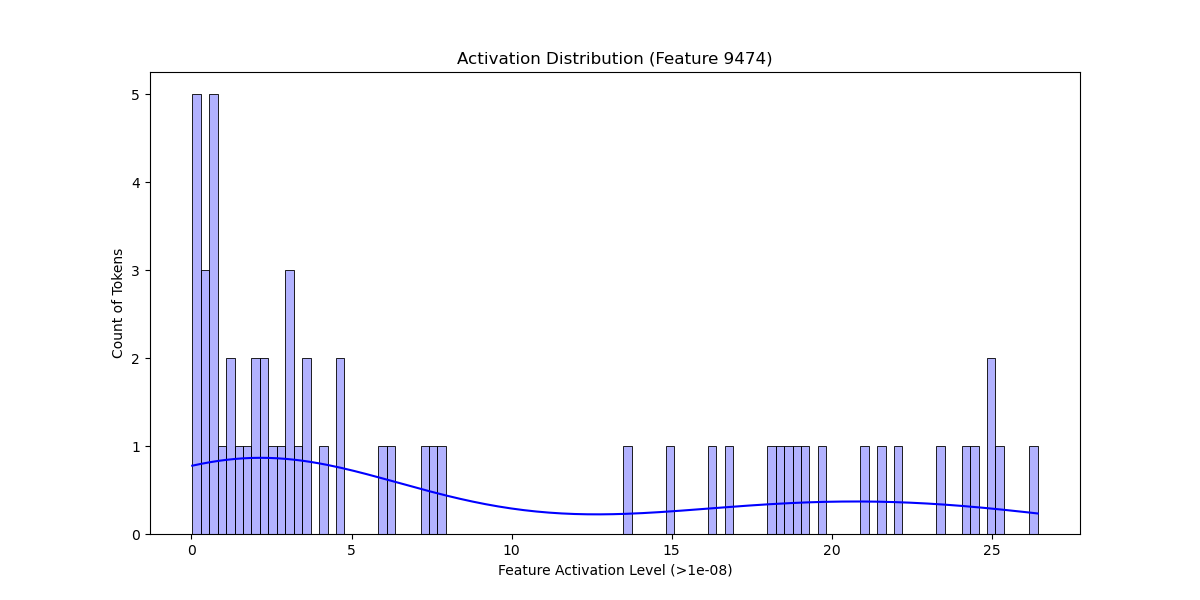 Activation Distribution (Feature 9474)
Count of Tokens
5
4
3
2
1
0
0 5 10 15 20 25
Feature Activation Level (>1e-08)